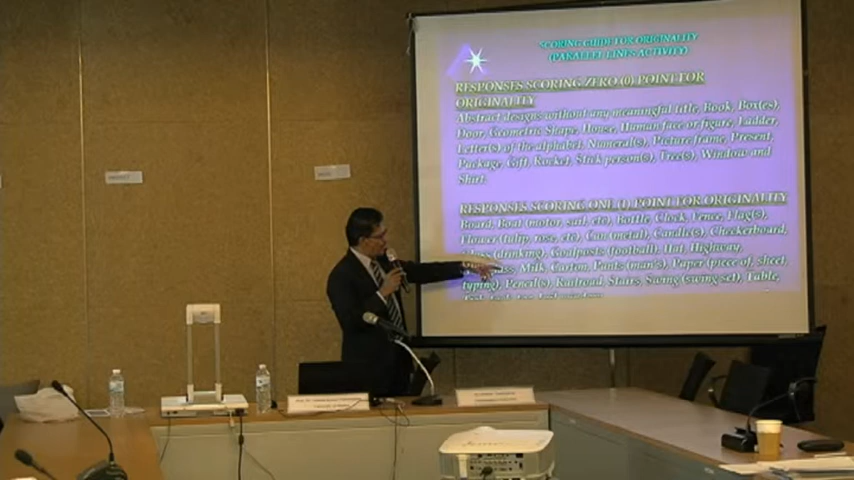 SCORING GUIDE FOR ORIGINALITY
(PARALLEL LINES ACTIVITY)
RESPONSES SCORING ZERO (0) POINT FOR
ORIGINALITY
Abstract designs without any meaningful title, Book, Box(es),
Door, Geometric Shape, House, Human face or figure, Ladder,
Letter(s) of the alphabet, Numeral(s), Picture frame, Present,
Package, Gift, Rocket, Stick person(s), Tree(s), Window and
Shirt.
RESPONSES SCORING ONE (1) POINT FOR ORIGINALITY
Board, Boat (motor, sail, etc), Bottle, Clock, Fence, Flag(s),
Flower (tulip, rose, etc), Can (metal), Candle(s), Checkerboard,
(drinking), Goalposts (football), Hat, Highway,
Milk, Carton, Pants (man's), Paper (piece of sheet,
typing), Pencil(s), Railroad, Stairs, Swing (swing set), Table,